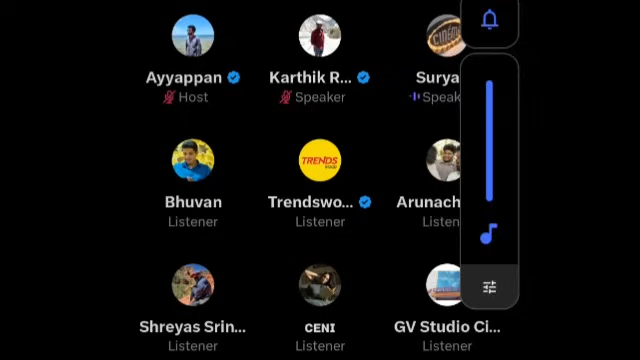 Ayyappan Karthik R... Surya
Host Speaker Speak
TRENDS
Bhuvan Trendswo... Arunach
Listener Listener Listen
Shreyas Srin... CENI GV Studio Ci...
Listener Listener Listener